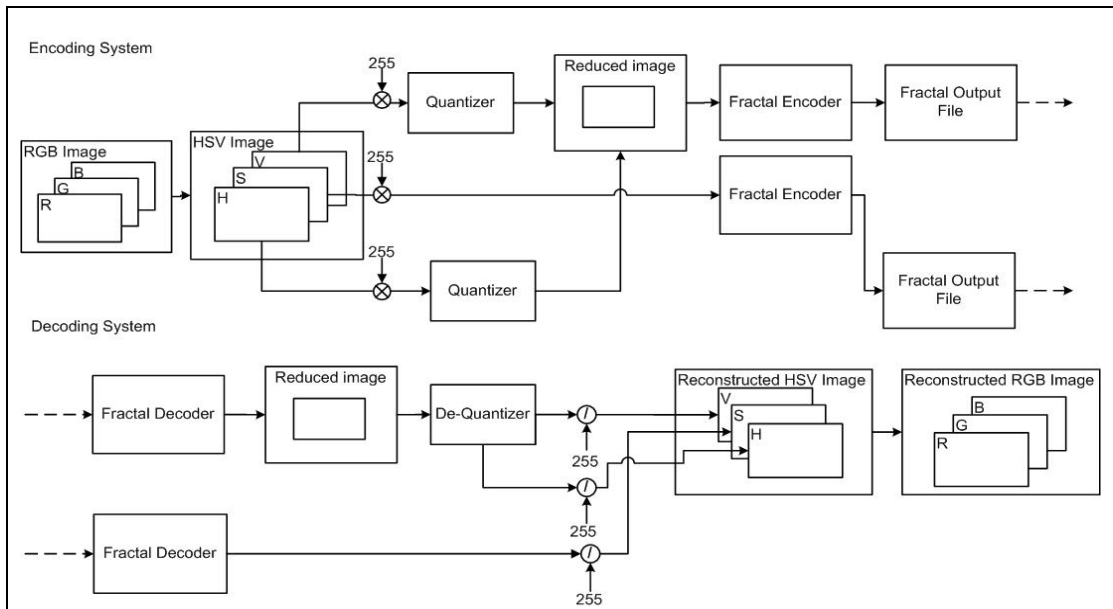 Encoding System
255
Quantizer
Reduced image
Fractal Encoder
Fractal Output
File
RGB Image
B
G
R
HSV Image
V
S
H
255
Fractal Encoder
255
Quantizer
Fractal Output
File
Decoding System
Fractal Decoder
Reduced image
De-Quantizer
/
255
Reconstructed HSV Image
V
S
H
Reconstructed RGB Image
B
G
R
/
255
Fractal Decoder
/
255